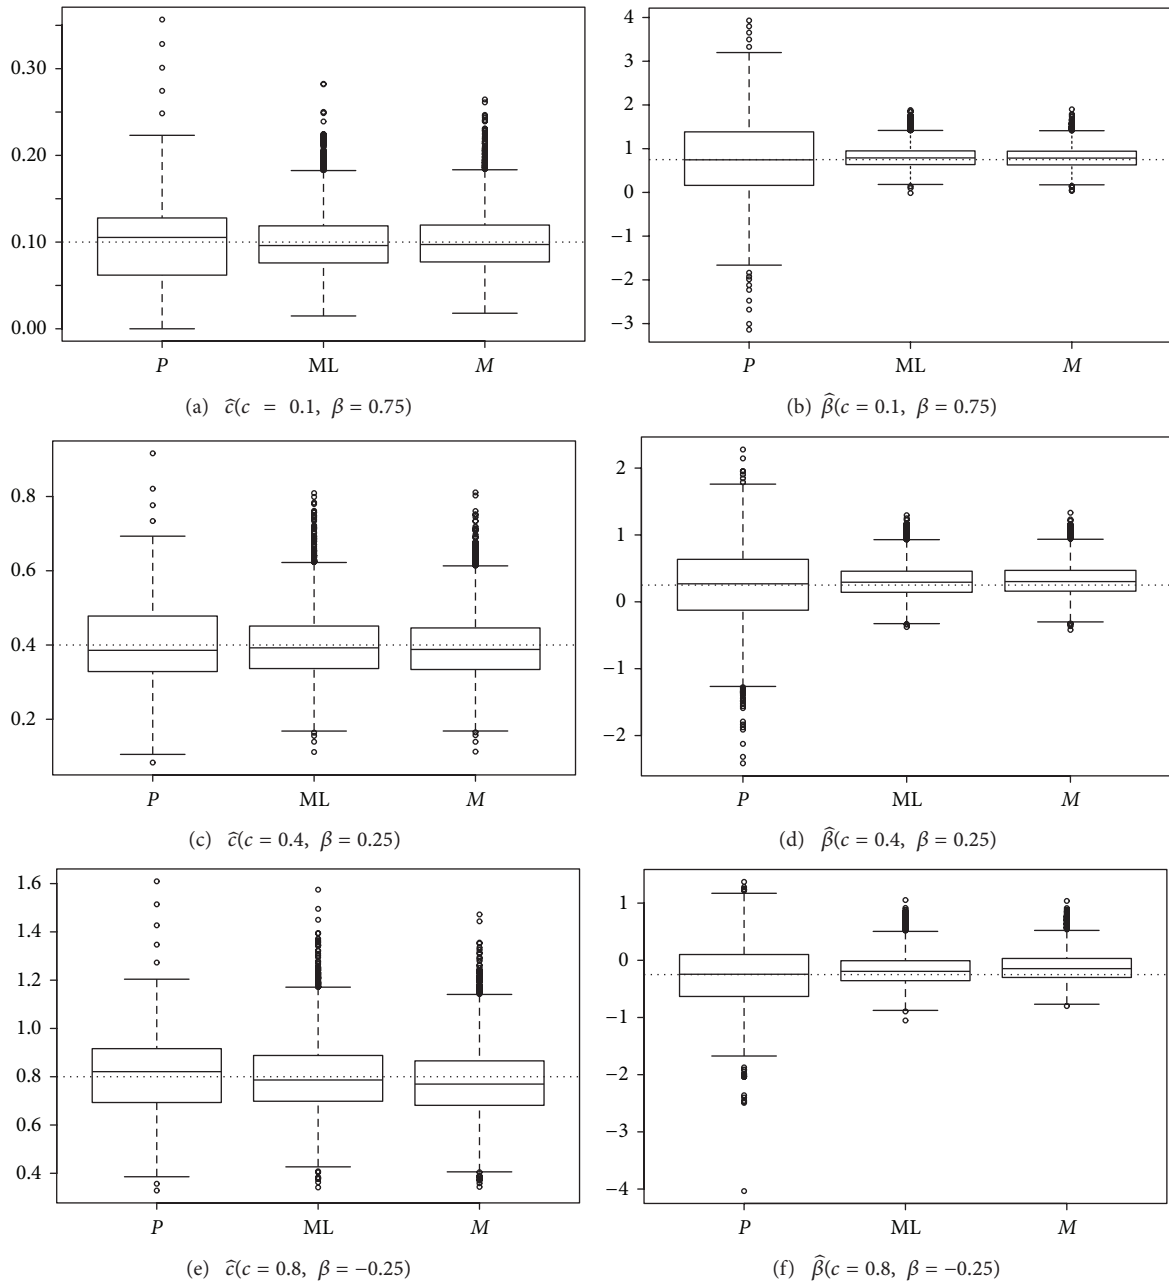 0.30
0.20
0.10
0.00
P ML M
(a) ĉ(c = 0.1, β = 0.75)
4
3
2
1
0
−1
−2
−3
P ML M
(b) β̂(c = 0.1, β = 0.75)
0.8
0.6
0.4
0.2
P ML M
(c) ĉ(c = 0.4, β = 0.25)
2
1
0
−1
−2
P ML M
(d) β̂(c = 0.4, β = 0.25)
1.6
1.4
1.2
1.0
0.8
0.6
0.4
P ML M
(e) ĉ(c = 0.8, β = −0.25)
1
0
−1
−2
−3
−4
P ML M
(f) β̂(c = 0.8, β = −0.25)